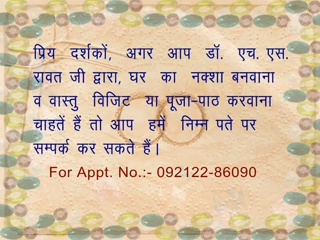 प्रिय दर्शकों, अगर आप डॉ. एच. एस.
रावत जी द्वारा, घर का नक्शा बनवाना
व वास्तु विजिट या पूजा-पाठ करवाना
चाहतें हैं तो आप हमें निम्न पते पर
सम्पर्क कर सकते हैं।
For Appt. No.:- 092122-86090